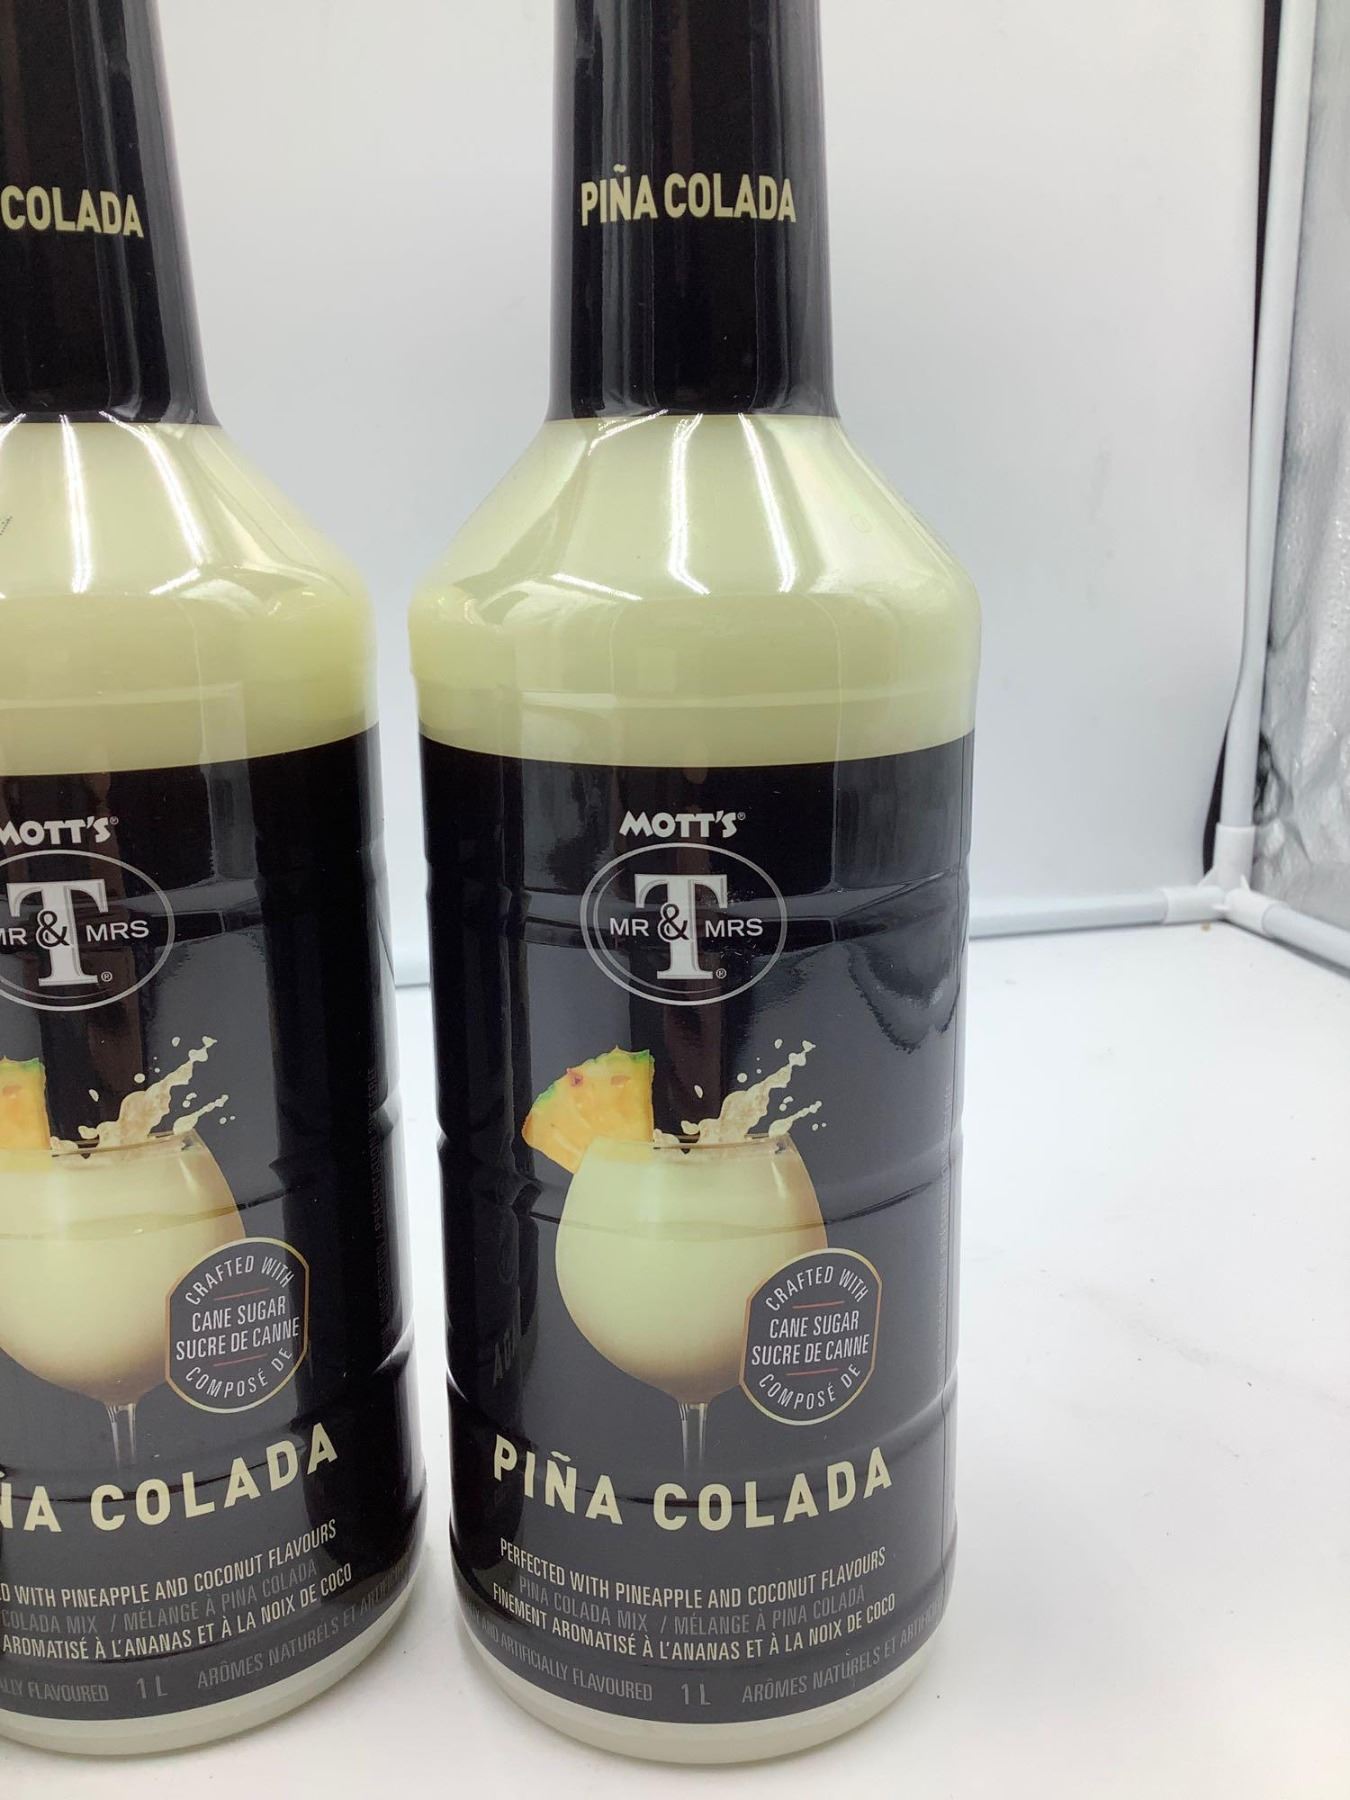 COLADA
MOTT'S®
MR & MRS
T®
CRAFTED WITH
CANE SUGAR
SUCRE DE CANNE
COMPOSÉ DE
COLADA
WITH PINEAPPLE AND COCONUT FLAVOURS
COLADA MIX / MÉLANGE À PINA COLADA
AROMATISÉ À L'ANANAS ET À LA NOIX DE COCO
FLAVOURED 1 L ARÔMES NATURELS ET
PIÑA COLADA
MOTT'S®
MR & MRS
T®
CRAFTED WITH
CANE SUGAR
SUCRE DE CANNE
COMPOSÉ DE
PIÑA COLADA
PERFECTED WITH PINEAPPLE AND COCONUT FLAVOURS
PINA COLADA MIX / MÉLANGE À PINA COLADA
FINEMENT AROMATISÉ À L'ANANAS ET À LA NOIX DE COCO
AND ARTIFICIALLY FLAVOURED 1 L ARÔMES NATURELS ET